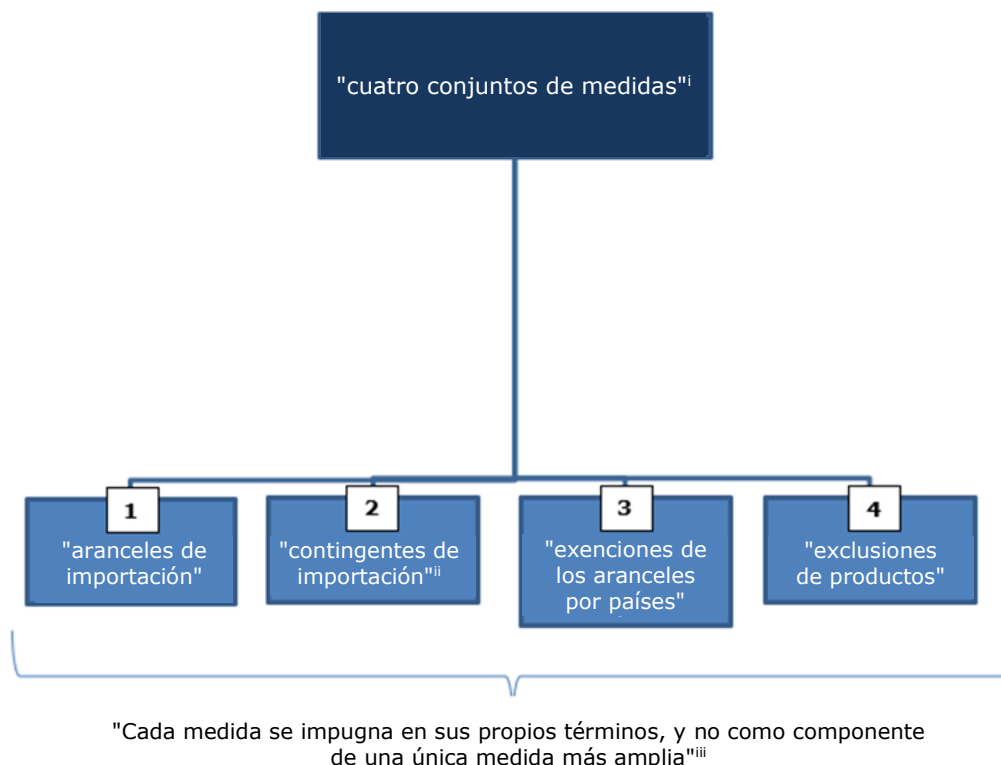 "cuatro conjuntos de medidas"ⁱ
1
"aranceles de
importación"
2
"contingentes de
importación"ⁱⁱ
3
"exenciones de
los aranceles
por países"
4
"exclusiones
de productos"
"Cada medida se impugna en sus propios términos, y no como componente
de una única medida más amplia"ⁱⁱⁱ